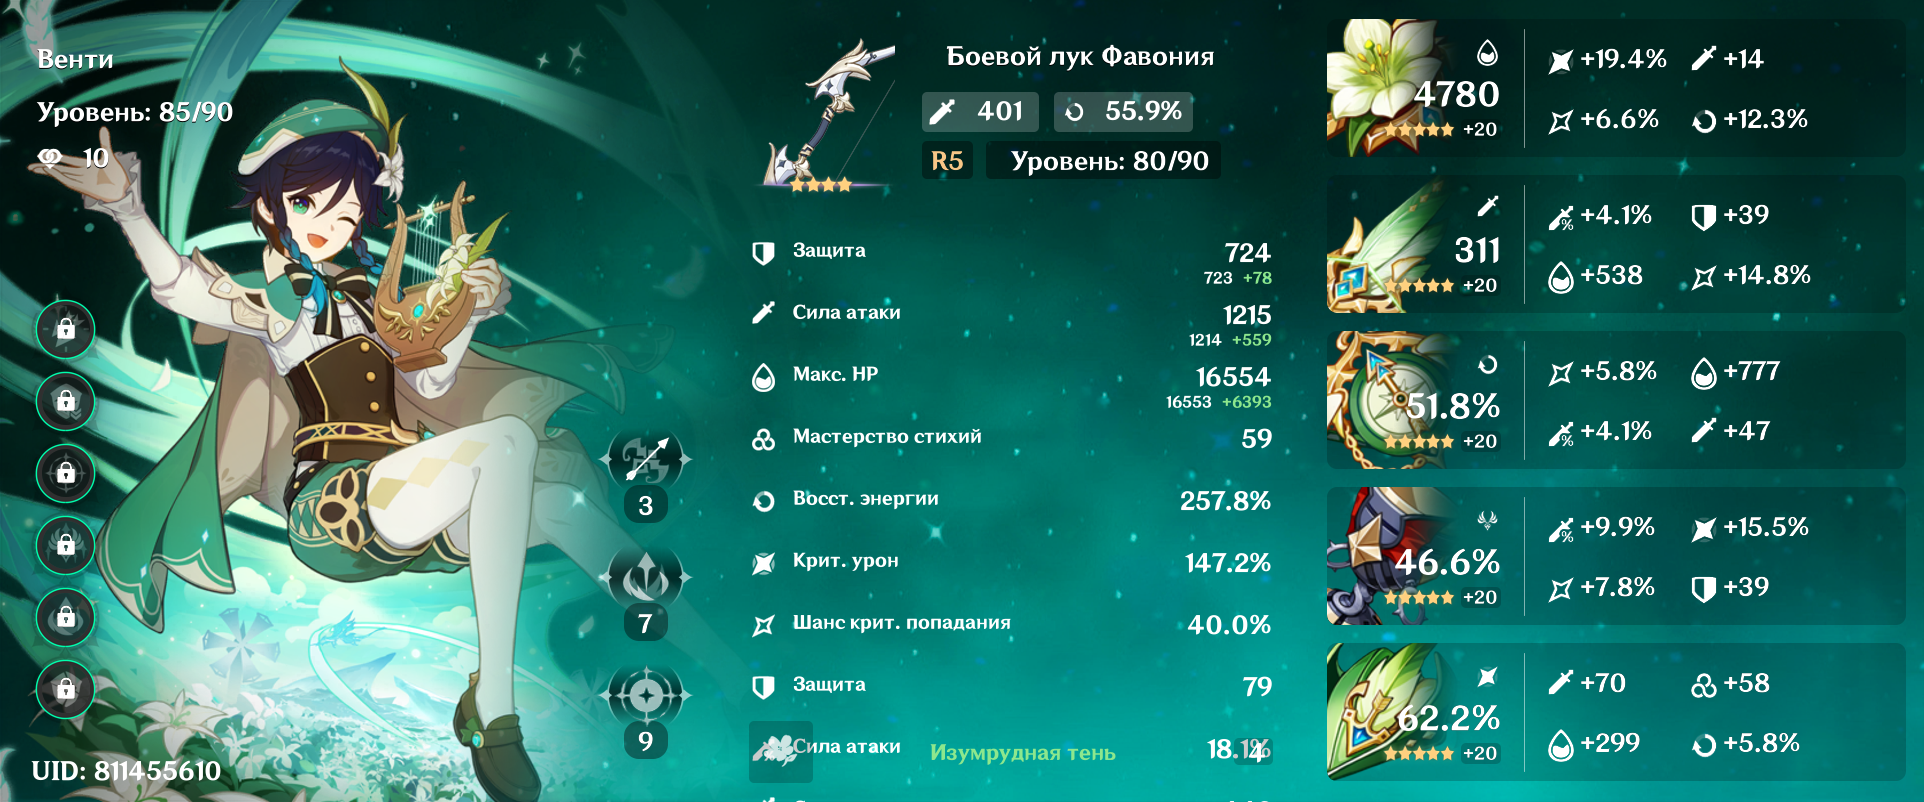 Венти
Уровень: 85/90
10
3
7
9
UID: 811455610
Боевой лук Фавония
401 55.9%
R5 Уровень: 80/90
Защита 724
723 +78
Сила атаки 1215
1214 +559
Макс. HP 16554
16553 +6393
Мастерство стихий 59
Восст. энергии 257.8%
Крит. урон 147.2%
Шанс крит. попадания 40.0%
Защита 79
Сила атаки 18.1%
Изумрудная тень 4
4780
+20
+19.4% +14
+6.6% +12.3%
311
+20
+4.1% +39
+538 +14.8%
51.8%
+20
+5.8% +777
+4.1% +47
46.6%
+20
+9.9% +15.5%
+7.8% +39
62.2%
+20
+70 +58
+299 +5.8%